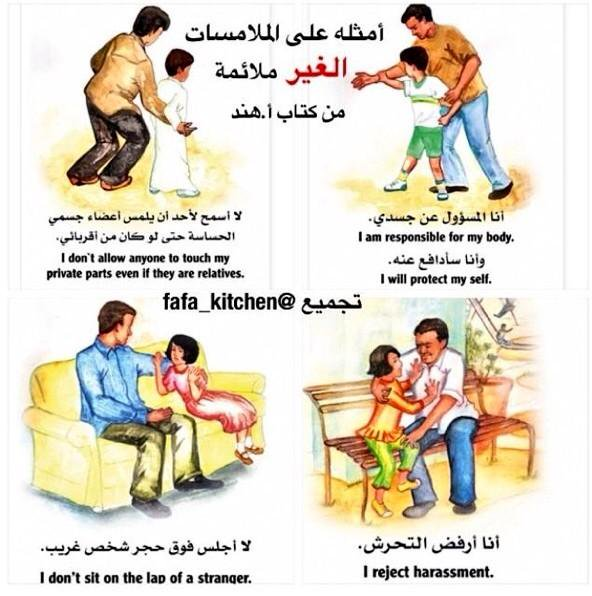 أمثله على الملامسات
الغير ملائمة
من كتاب أ.هند
لا أسمح لأحد أن يلمس أعضاء جسمي
الحساسة حتى لو كان من أقربائي.
I don`t allow anyone to touch my
private parts even if they are relatives.
أنا المسؤول عن جسدي.
I am responsible for my body.
وأنا سأدافع عنه.
I will protect my self.
تجميع @fafa_kitchen
لا أجلس فوق حجر شخص غريب.
I don't sit on the lap of a stranger.
أنا أرفض التحرش.
I reject harassment.